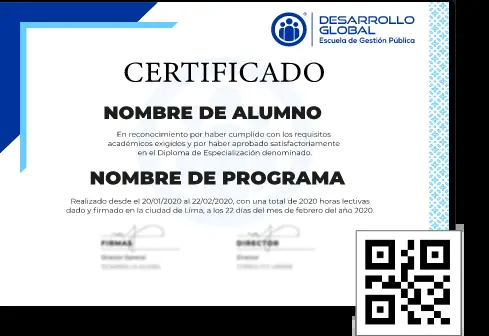 DESARROLLO
GLOBAL
Escuela de Gestión Pública
CERTIFICADO
NOMBRE DE ALUMNO
En reconocimiento por haber cumplido con los requisitos
académicos exigidos y por haber aprobado satisfactoriamente
en el Diploma de Especialización denominado.
NOMBRE DE PROGRAMA
Realizado desde el 20/01/2020 al 22/02/2020, con una total de 2020 horas lectivas
dado y firmado en la ciudad de Lima, a los 22 días del mes de febrero del año 2020.
FIRMAS
DIRECTOR
Director General
Director
DESARROLLO GLOBAL